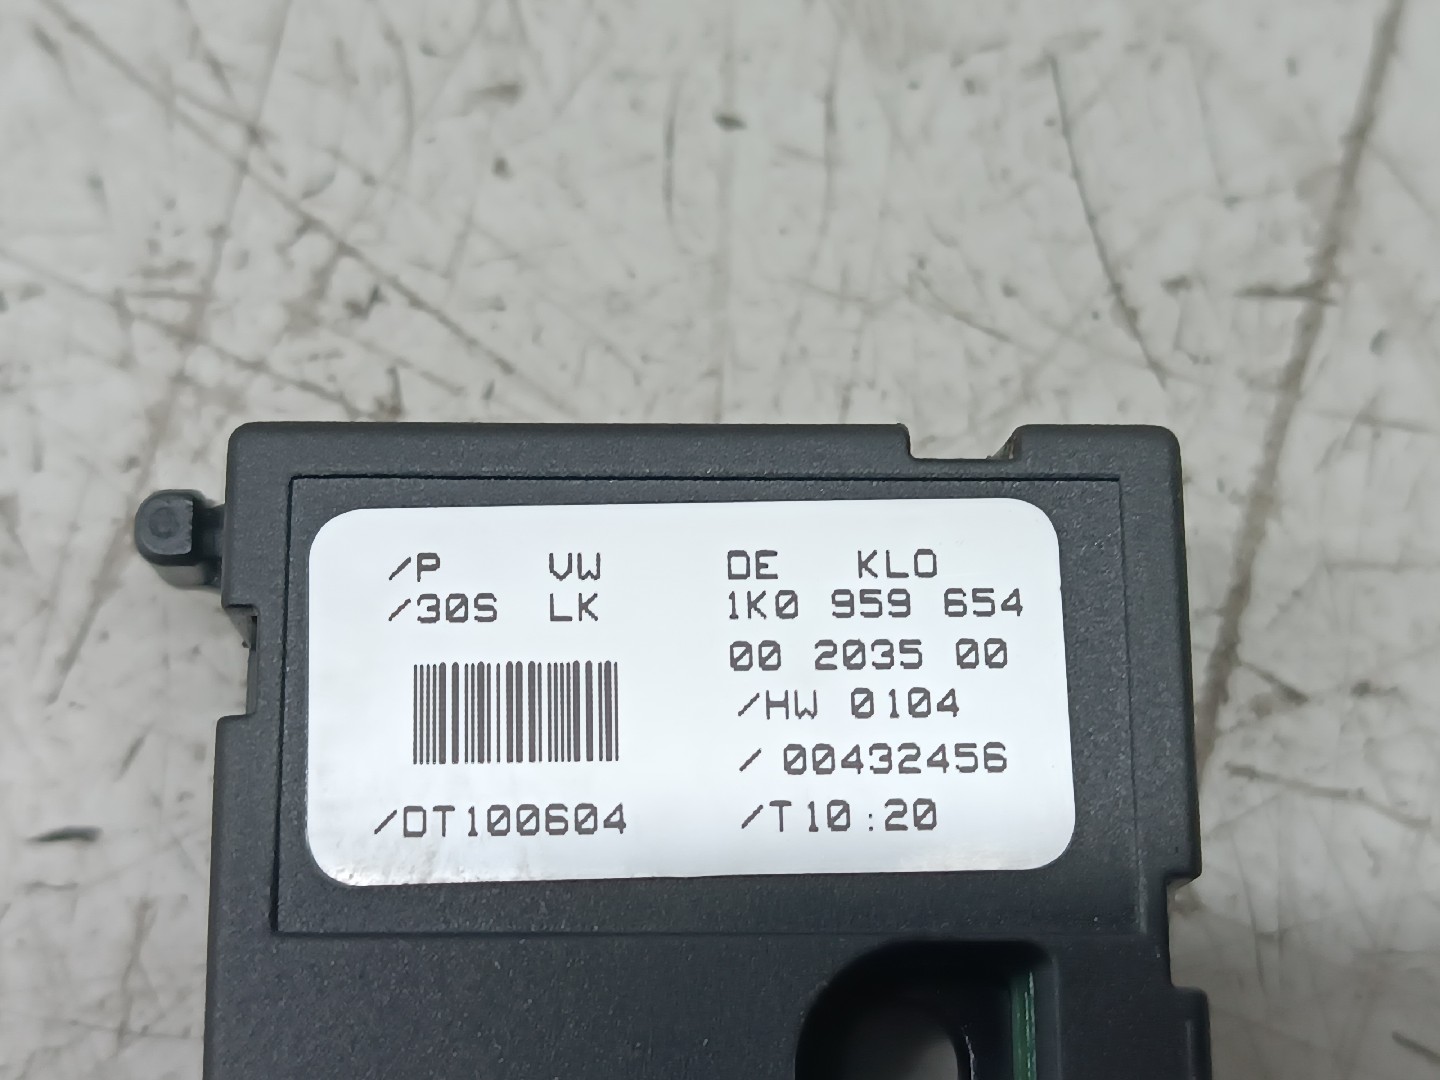 /P VW DE KLO
/30S LK 1K0 959 654
00 2035 00
/HW 0104
/ 00432456
/DT100604 /T10:20